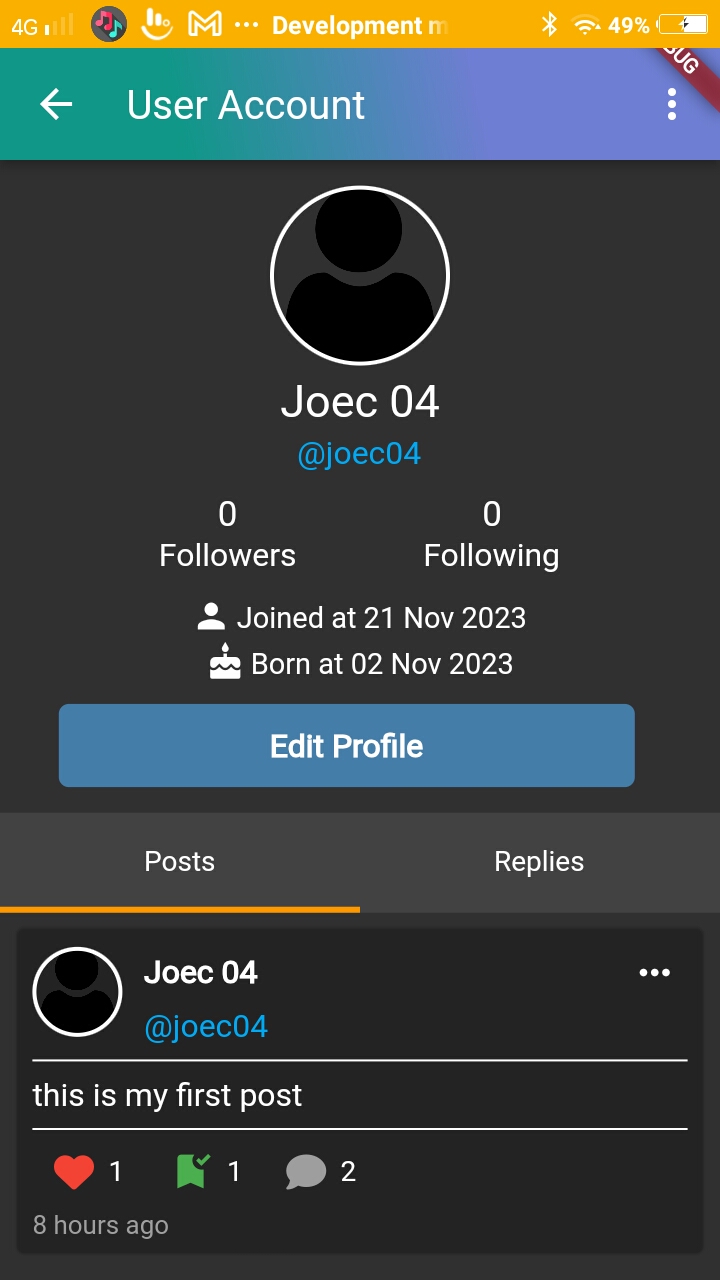 4G ... Development m 49%
User Account
Joec 04
@joec04
0 0
Followers Following
Joined at 21 Nov 2023
Born at 02 Nov 2023
Edit Profile
Posts Replies
Joec 04
@joec04
this is my first post
1 1 2
8 hours ago